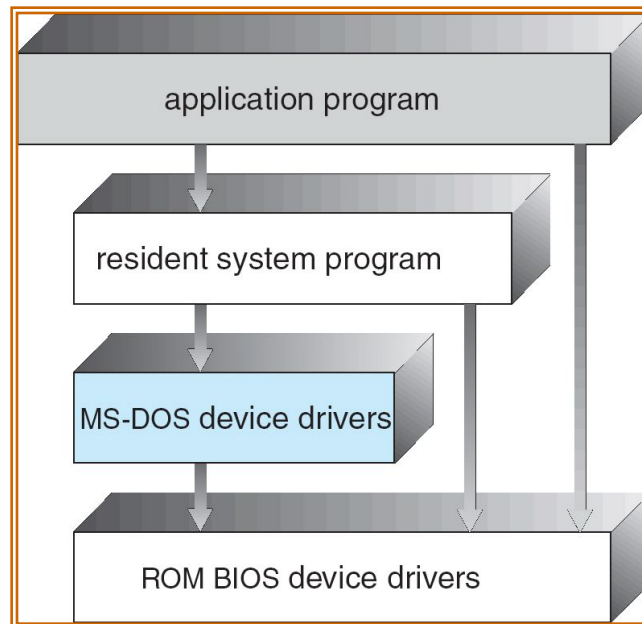 application program
resident system program
MS-DOS device drivers
ROM BIOS device drivers